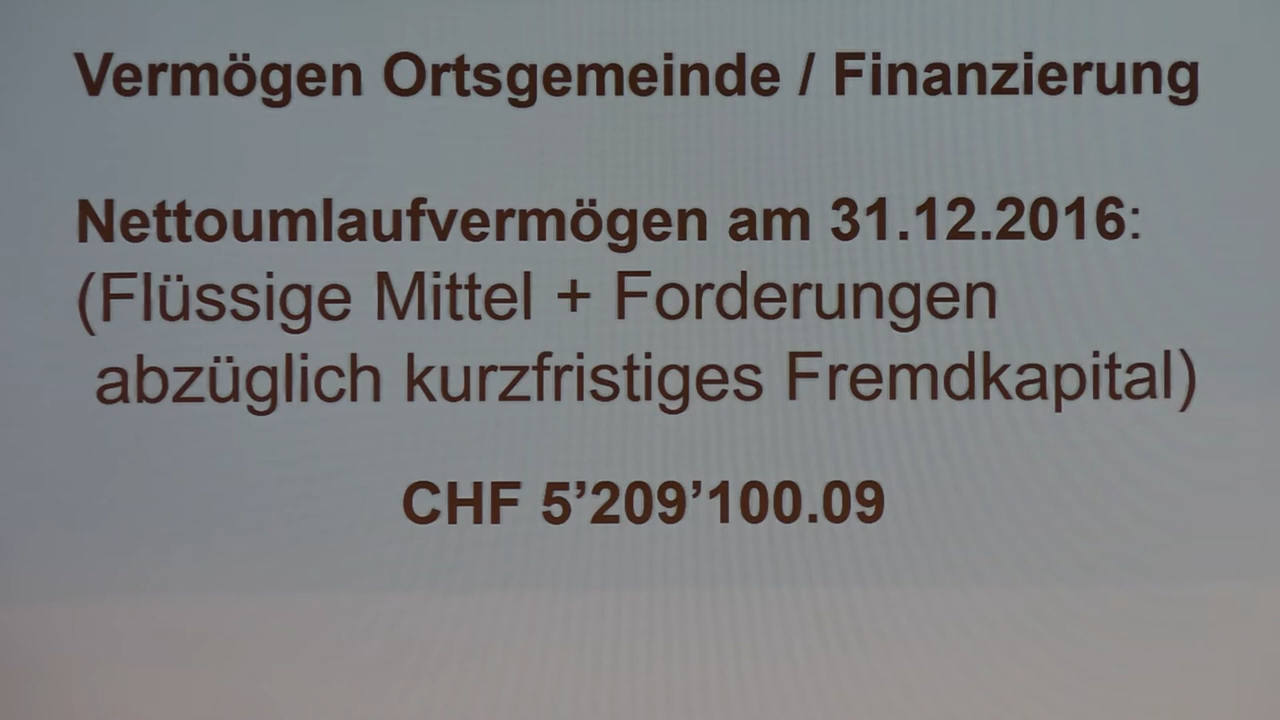 Vermögen Ortsgemeinde / Finanzierung
Nettoumlaufvermögen am 31.12.2016:
(Flüssige Mittel + Forderungen
abzüglich kurzfristiges Fremdkapital)
CHF 5’209’100.09